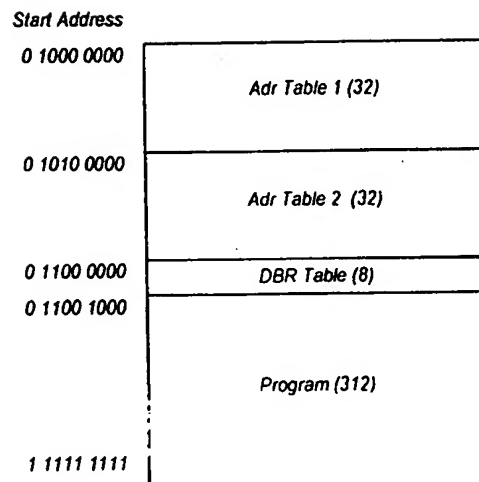 Start Address
0 1000 0000
Adr Table 1 (32)
0 1010 0000
Adr Table 2 (32)
0 1100 0000
DBR Table (8)
0 1100 1000
Program (312)
1 1111 1111